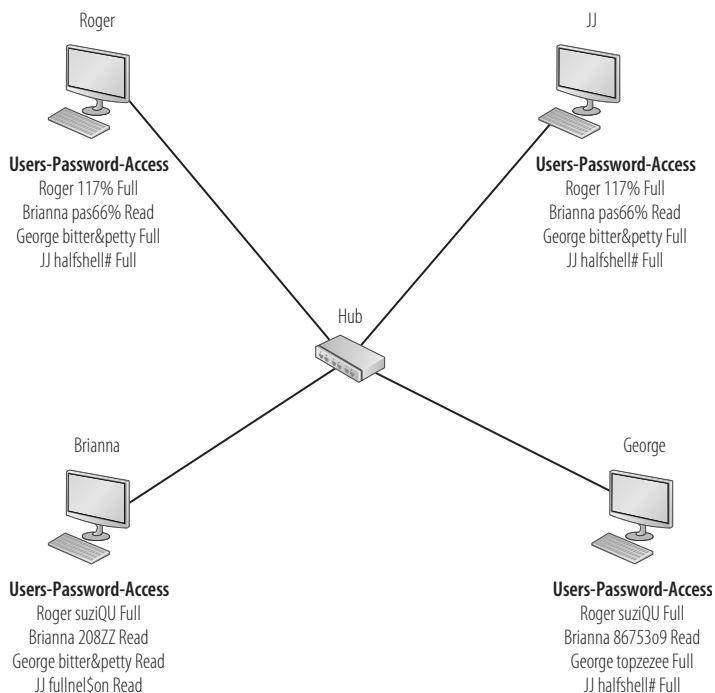 Roger
JJ
Users-Password-Access
Roger 117% Full
Brianna pas66% Read
George bitter&petty Full
JJ halfshell# Full
Users-Password-Access
Roger 117% Full
Brianna pas66% Read
George bitter&petty Full
JJ halfshell# Full
Hub
Brianna
George
Users-Password-Access
Roger suziQU Full
Brianna 208ZZ Read
George bitter&petty Read
JJ fullnel$on Read
Users-Password-Access
Roger suziQU Full
Brianna 8675309 Read
George topzezee Full
JJ halfshell# Full